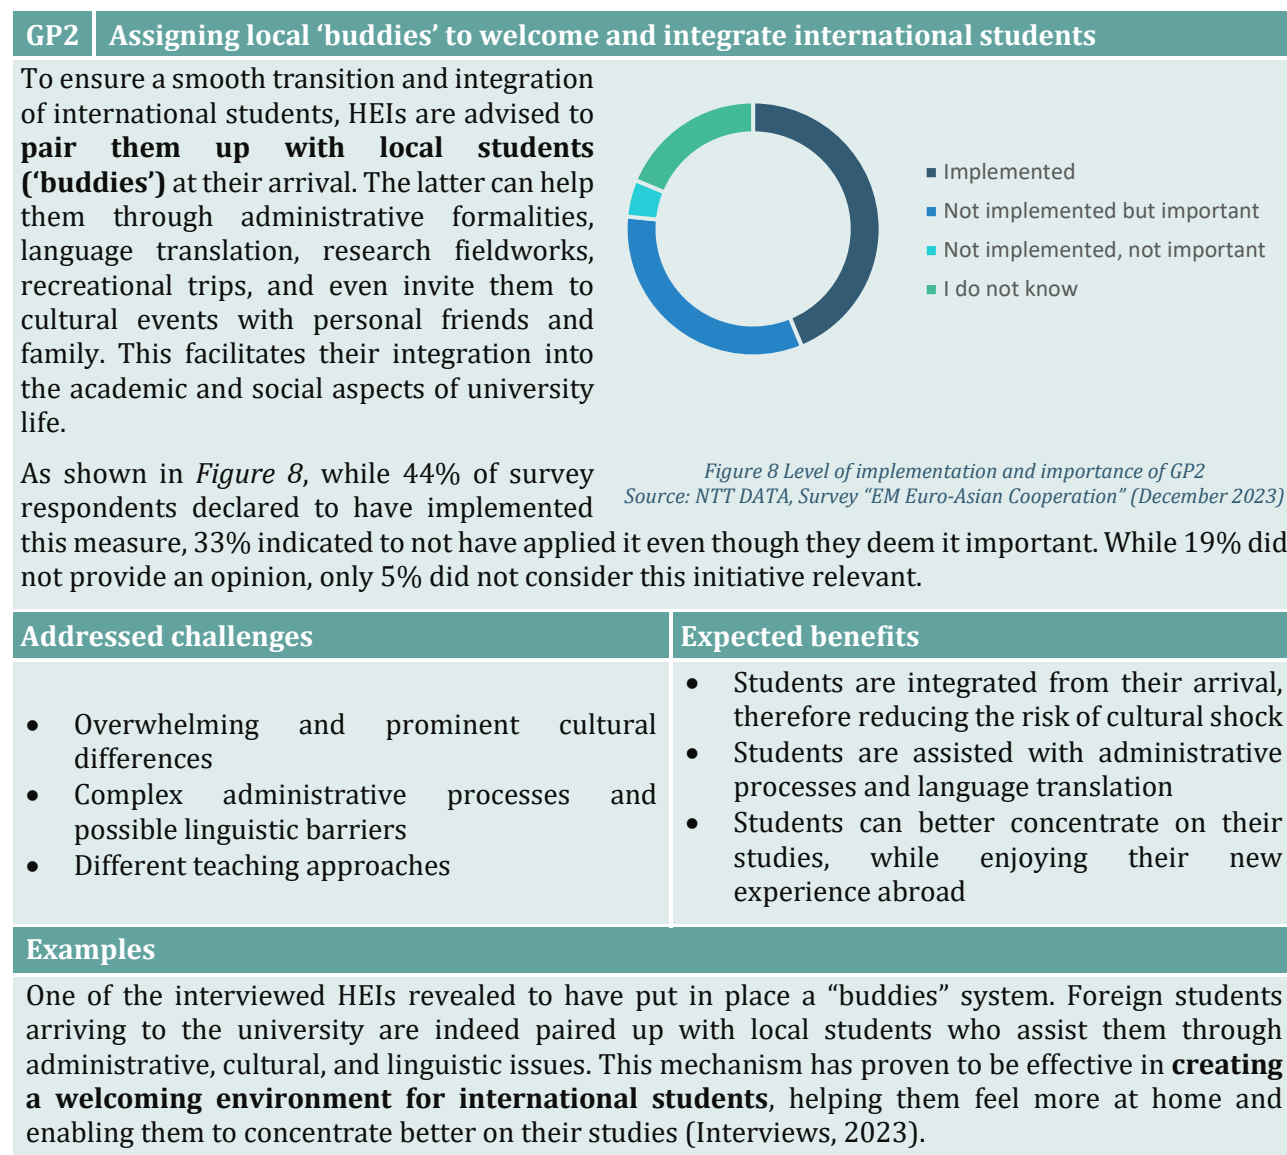 GP2 Assigning local ‘buddies’ to welcome and integrate international students
To ensure a smooth transition and integration
of international students, HEIs are advised to
pair them up with local students
(‘buddies’) at their arrival. The latter can help
them through administrative formalities,
language translation, research fieldworks,
recreational trips, and even invite them to
cultural events with personal friends and
family. This facilitates their integration into
the academic and social aspects of university
life.
Implemented
Not implemented but important
Not implemented, not important
I do not know
Figure 8 Level of implementation and importance of GP2
Source: NTT DATA, Survey “EM Euro-Asian Cooperation” (December 2023)
As shown in Figure 8, while 44% of survey
respondents declared to have implemented
this measure, 33% indicated to not have applied it even though they deem it important. While 19% did
not provide an opinion, only 5% did not consider this initiative relevant.
Addressed challenges
• Overwhelming and prominent cultural
differences
• Complex administrative processes and
possible linguistic barriers
• Different teaching approaches
Expected benefits
• Students are integrated from their arrival,
therefore reducing the risk of cultural shock
• Students are assisted with administrative
processes and language translation
• Students can better concentrate on their
studies, while enjoying their new
experience abroad
Examples
One of the interviewed HEIs revealed to have put in place a “buddies” system. Foreign students
arriving to the university are indeed paired up with local students who assist them through
administrative, cultural, and linguistic issues. This mechanism has proven to be effective in creating
a welcoming environment for international students, helping them feel more at home and
enabling them to concentrate better on their studies (Interviews, 2023).